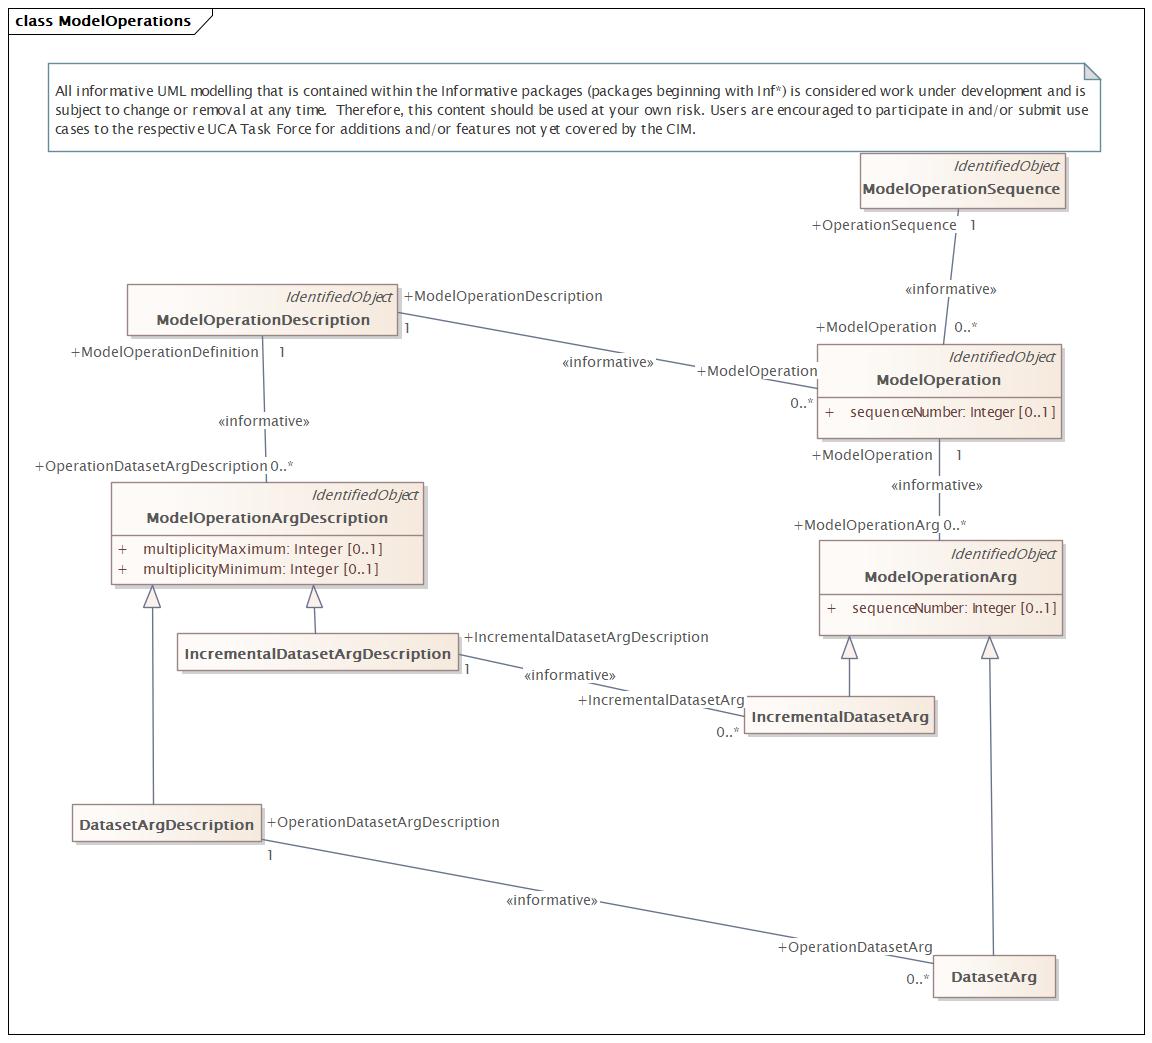 class ModelOperations
All informative UML modelling that is contained within the Informative packages (packages beginning with Inf*) is considered work under development and is
subject to change or removal at any time. Therefore, this content should be used at your own risk. Users are encouraged to participate in and/or submit use
cases to the respective UCA Task Force for additions and/or features not yet covered by the CIM.
IdentifiedObject
ModelOperationSequence
+OperationSequence 1
«informative»
+ModelOperation 0..*
IdentifiedObject
ModelOperationDescription
+ModelOperationDescription
1
«informative»
+ModelOperation
0..*
IdentifiedObject
ModelOperation
+ sequenceNumber: Integer [0..1]
+ModelOperationDefinition 1
«informative»
+OperationDatasetArgDescription 0..*
+ModelOperation 1
«informative»
+ModelOperationArg 0..*
IdentifiedObject
ModelOperationArgDescription
+ multiplicityMaximum: Integer [0..1]
+ multiplicityMinimum: Integer [0..1]
IdentifiedObject
ModelOperationArg
+ sequenceNumber: Integer [0..1]
IncrementalDatasetArgDescription
+IncrementalDatasetArgDescription
1
«informative»
+IncrementalDatasetArg
0..*
IncrementalDatasetArg
DatasetArgDescription
+OperationDatasetArgDescription
1
«informative»
+OperationDatasetArg
0..*
DatasetArg